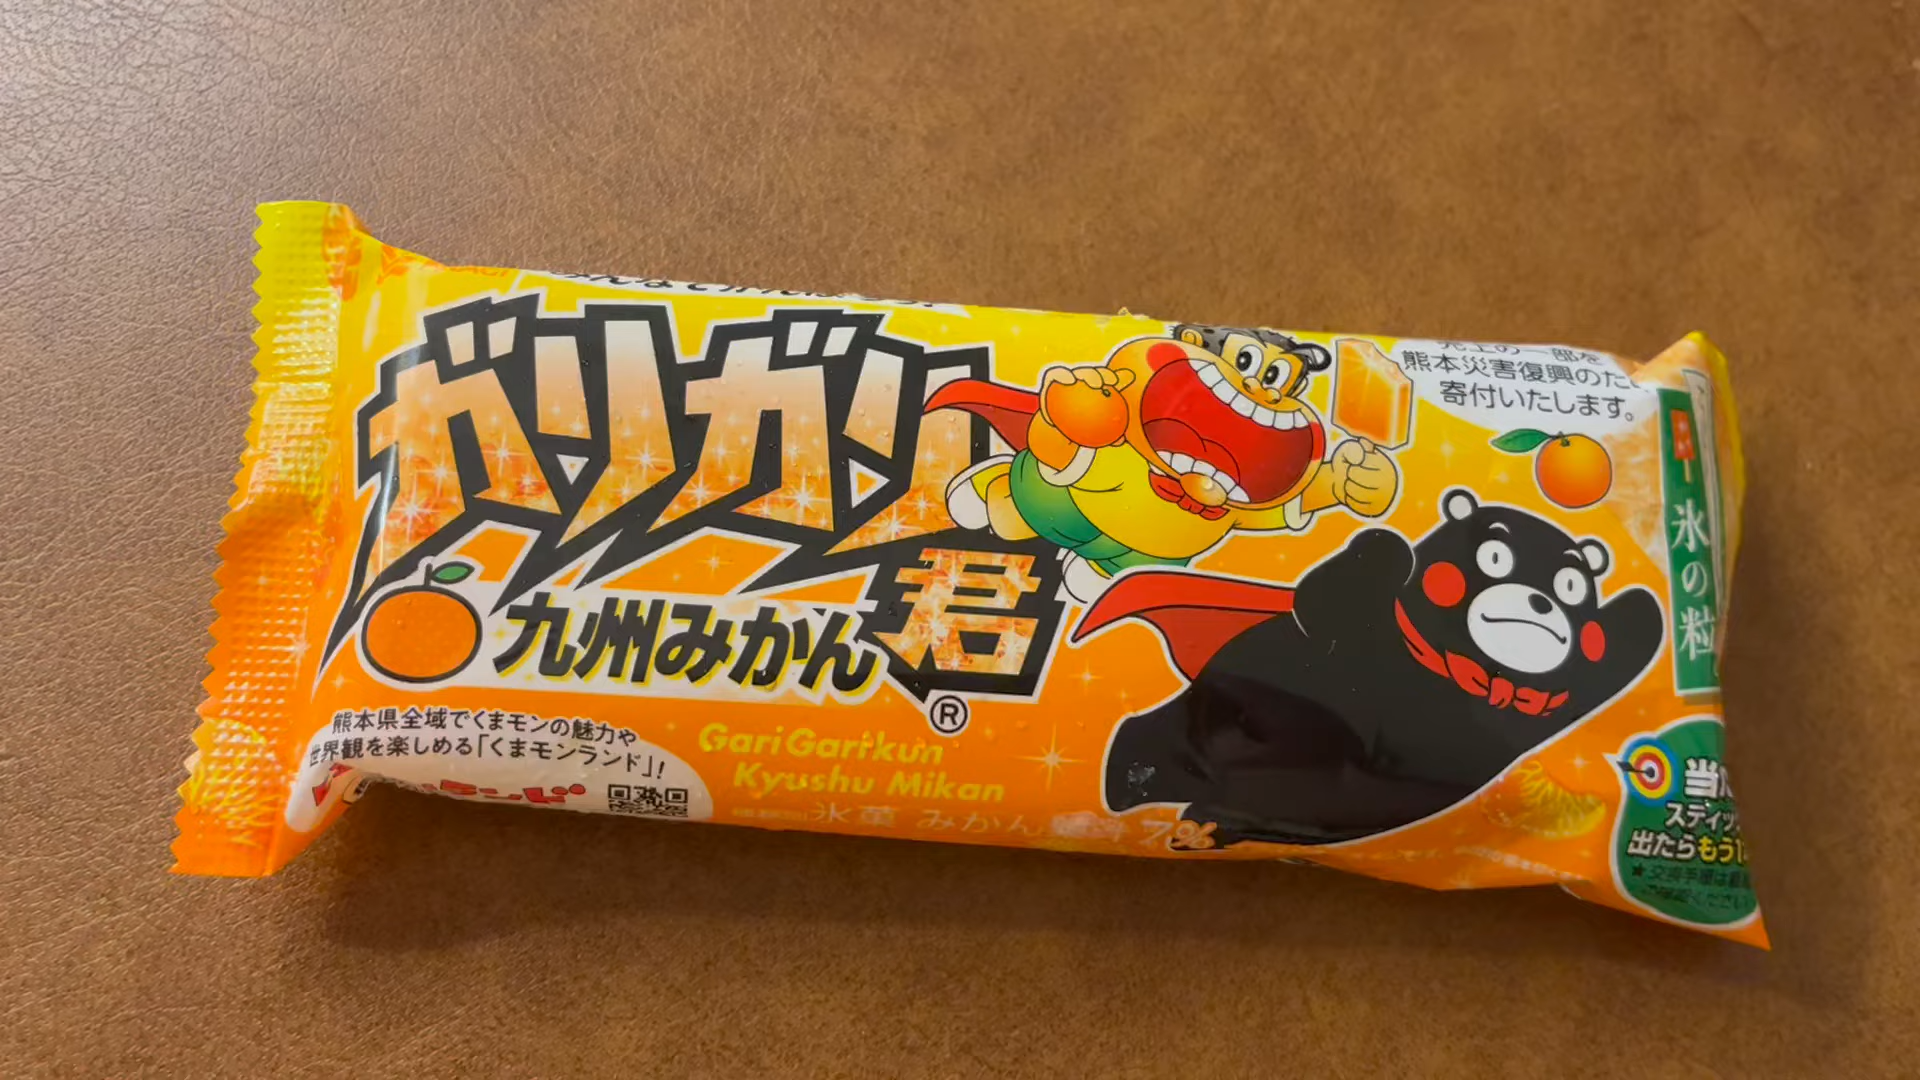 ガリガリ君
九州みかん
®
熊本災害復興のた
寄付いたします。
氷の粒
熊本県全域でくまモンの魅力や
世界観を楽しめる「くまモンランド」!
GariGarikun
Kyushu Mikan
氷菓 みかん 7%
スティッ
出たらもう1